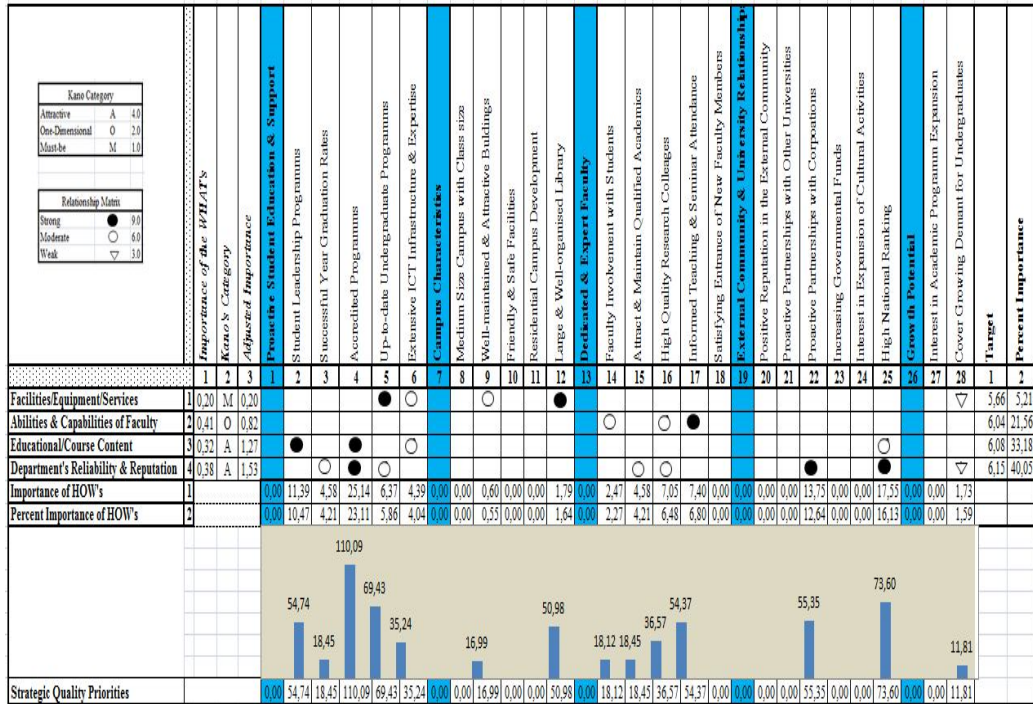 Kano Category
Attractive A 4.0
One-Dimensional O 2.0
Must-be M 1.0
Relationship Matrix
Strong 9.0
Moderate 6.0
Weak 3.0
Importance of the WHAT's
Kano's Category
Adjusted Importance
Proactive Student Education & Support
Student Leadership Programms
Successful Year Graduation Rates
Accredited Programms
Up-to-date Undergraduate Programms
Extensive ICT Infrastructure & Expertise
Campus Characteristics
Medium Size Campus with Class size
Well-maintained & Attractive Buldings
Friendly & Safe Facilities
Residential Campus Development
Large & Well-organised Library
Dedicated & Expert Faculty
Faculty Involvement with Students
Attract & Maintain Qualified Academics
High Quality Research Colleages
Informed Teaching & Seminar Attendance
Satisfying Entrance of New Faculty Members
External Community & University Relationships
Positive Reputation in the External Community
Proactive Partnerships with Other Universities
Proactive Partnerships with Corpoations
Increasing Governmental Funds
Interest in Expansion of Cultural Activities
High National Ranking
Growth Potential
Interest in Academic Programm Expansion
Cover Growing Demand for Undergraduates
Target
Percent Importance
1 2 3 1 2 3 4 5 6 7 8 9 10 11 12 13 14 15 16 17 18 19 20 21 22 23 24 25 26 27 28 1 2
Facilities/Equipment/Services 1 0,20 M 0,20 5,66 5,21
Abilities & Capabilities of Faculty 2 0,41 O 0,82 6,04 21,56
Educational/Course Content 3 0,32 A 1,27 6,08 33,18
Department's Reliability & Reputation 4 0,38 A 1,53 6,15 40,05
Importance of HOW's 1 0,00 11,39 4,58 25,14 6,37 4,39 0,00 0,00 0,60 0,00 0,00 1,79 0,00 2,47 4,58 7,05 7,40 0,00 0,00 0,00 0,00 13,75 0,00 0,00 17,55 0,00 0,00 1,73
Percent Importance of HOW's 2 0,00 10,47 4,21 23,11 5,86 4,04 0,00 0,00 0,55 0,00 0,00 1,64 0,00 2,27 4,21 6,48 6,80 0,00 0,00 0,00 0,00 12,64 0,00 0,00 16,13 0,00 0,00 1,59
110,09
54,74 18,45 69,43 35,24 16,99 50,98 18,12 18,45 36,57 54,37 55,35 73,60 11,81
Strategic Quality Priorities 0,00 54,74 18,45 110,09 69,43 35,24 0,00 0,00 16,99 0,00 0,00 50,98 0,00 18,12 18,45 36,57 54,37 0,00 0,00 0,00 0,00 55,35 0,00 0,00 73,60 0,00 0,00 11,81